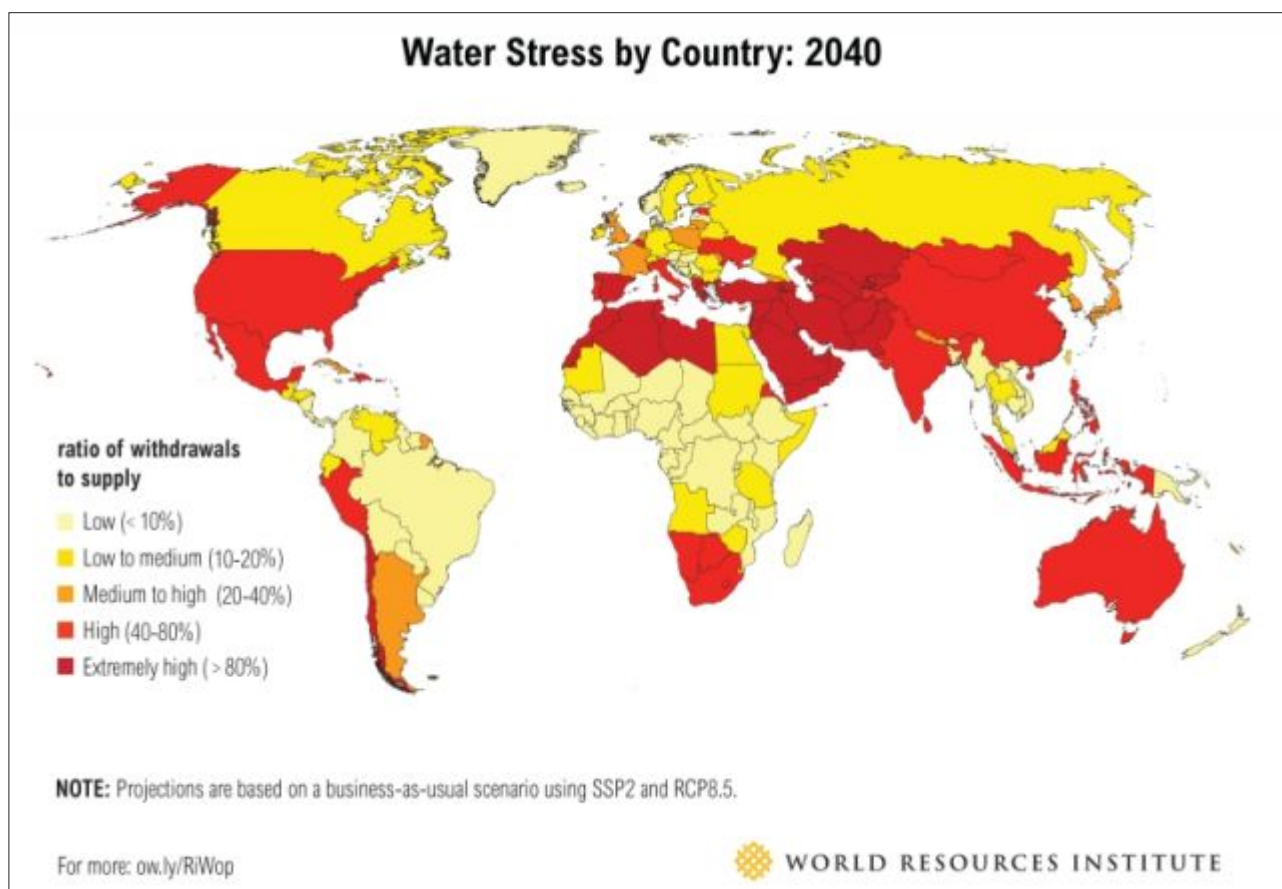 Water Stress by Country: 2040
ratio of withdrawals
to supply
Low (< 10%)
Low to medium (10-20%)
Medium to high (20-40%)
High (40-80%)
Extremely high ( > 80%)
NOTE: Projections are based on a business-as-usual scenario using SSP2 and RCP8.5.
For more: ow.ly/RiWop
WORLD RESOURCES INSTITUTE